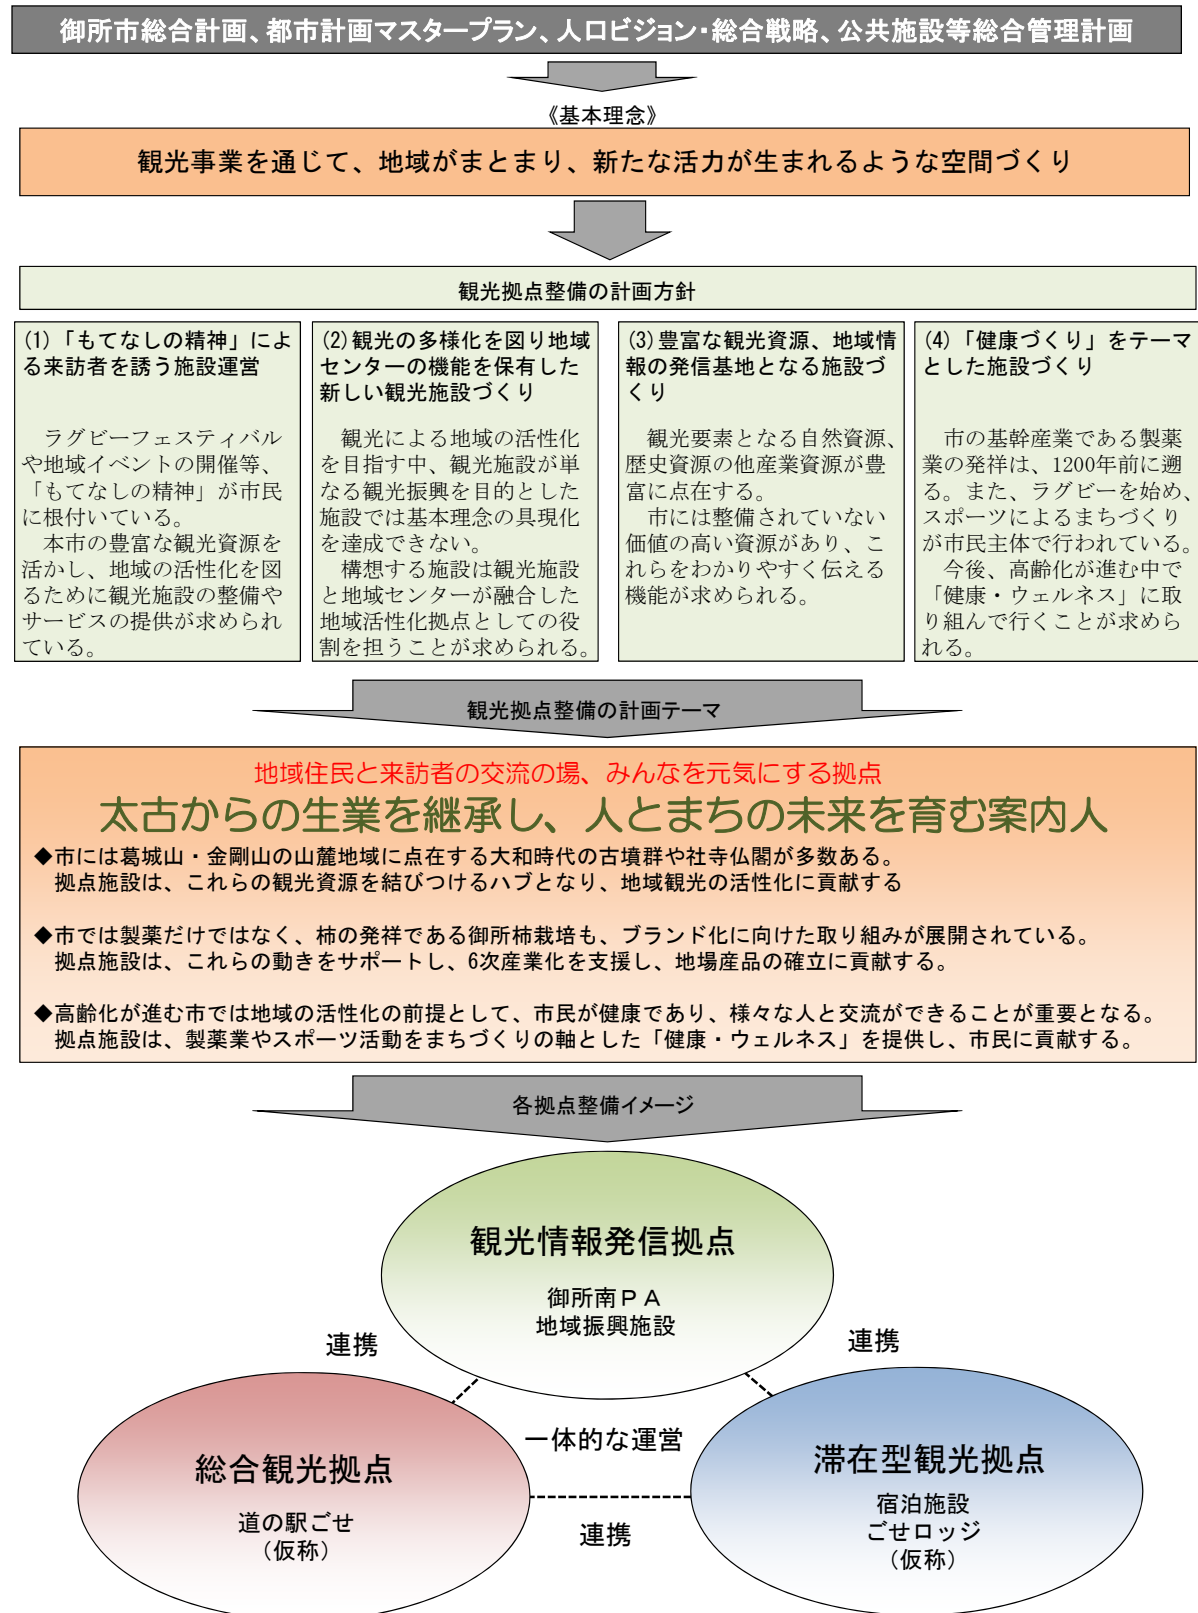 御所市総合計画、都市計画マスタープラン、人口ビジョン・総合戦略、公共施設等総合管理計画
《基本理念》
観光事業を通じて、地域がまとまり、新たな活力が生まれるような空間づくり
観光拠点整備の計画方針
(1)「もてなしの精神」によ
る来訪者を誘う施設運営
ラグビーフェスティバル
や地域イベントの開催等、
「もてなしの精神」が市民
に根付いている。
本市の豊富な観光資源を
活かし、地域の活性化を図
るために観光施設の整備や
サービスの提供が求められ
ている。
(2)観光の多様化を図り地域
センターの機能を保有した
新しい観光施設づくり
観光による地域の活性化
を目指す中、観光施設が単
なる観光振興を目的とした
施設では基本理念の具現化
を達成できない。
構想する施設は観光施設
と地域センターが融合した
地域活性化拠点としての役
割を担うことが求められる。
(3)豊富な観光資源、地域情
報の発信基地となる施設づ
くり
観光要素となる自然資源、
歴史資源の他産業資源が豊
富に点在する。
市には整備されていない
価値の高い資源があり、こ
れらをわかりやすく伝える
機能が求められる。
(4)「健康づくり」をテーマ
とした施設づくり
市の基幹産業である製薬
業の発祥は、1200年前に遡
る。また、ラグビーを始め、
スポーツによるまちづくり
が市民主体で行われている。
今後、高齢化が進む中で
「健康・ウェルネス」に取
り組んで行くことが求めら
れる。
観光拠点整備の計画テーマ
地域住民と来訪者の交流の場、みんなを元気にする拠点
太古からの生業を継承し、人とまちの未来を育む案内人
◆市には葛城山・金剛山の山麓地域に点在する大和時代の古墳群や社寺仏閣が多数ある。
拠点施設は、これらの観光資源を結びつけるハブとなり、地域観光の活性化に貢献する
◆市では製薬だけではなく、柿の発祥である御所柿栽培も、ブランド化に向けた取り組みが展開されている。
拠点施設は、これらの動きをサポートし、6次産業化を支援し、地場産品の確立に貢献する。
◆高齢化が進む市では地域の活性化の前提として、市民が健康であり、様々な人と交流ができることが重要となる。
拠点施設は、製薬業やスポーツ活動をまちづくりの軸とした「健康・ウェルネス」を提供し、市民に貢献する。
各拠点整備イメージ
観光情報発信拠点
御所南ＰＡ
地域振興施設
連携
連携
一体的な運営
総合観光拠点
道の駅ごせ
（仮称）
滞在型観光拠点
宿泊施設
ごせロッジ
（仮称）
連携